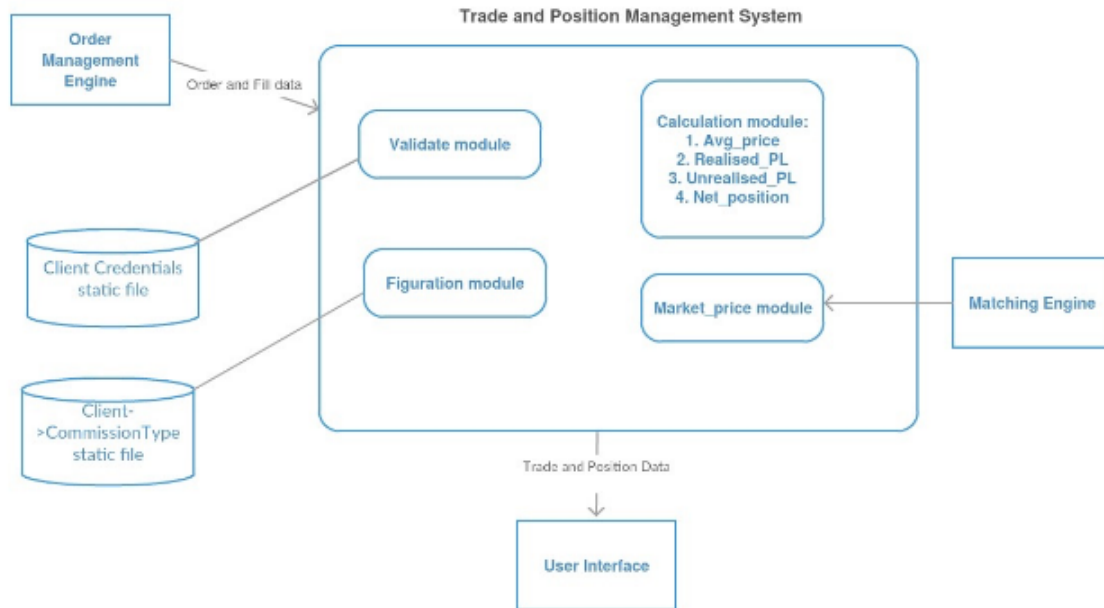 Trade and Position Management System
Order
Management
Engine
Order and Fill data
Validate module
Calculation module:
1. Avg_price
2. Realised_PL
3. Unrealised_PL
4. Net_position
Client Credentials
static file
Figuration module
Market_price module
Matching Engine
Client-
>CommissionType
static file
Trade and Position Data
User Interface